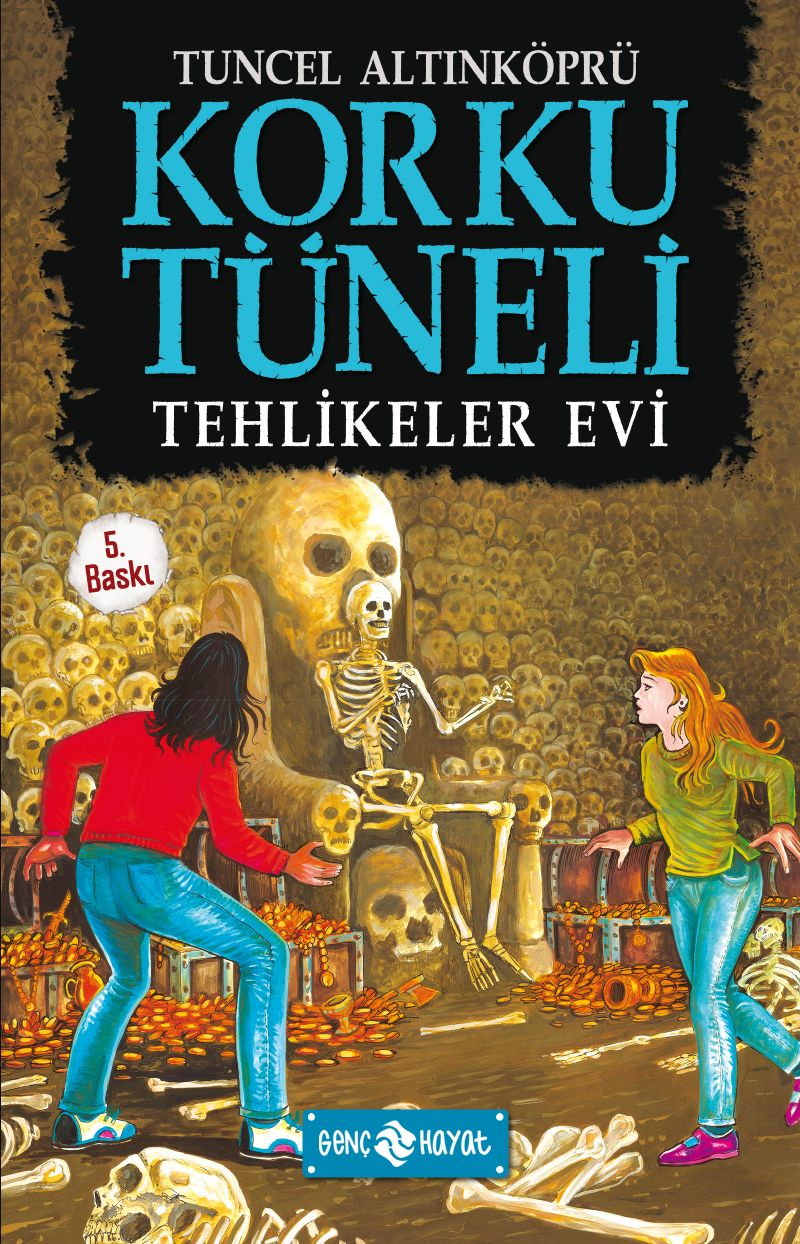 TUNCEL ALTINKÖPRÜ
KORKU
TÜNELİ
TEHLİKELER EVİ
5.
Baskı
GENÇ HAYAT